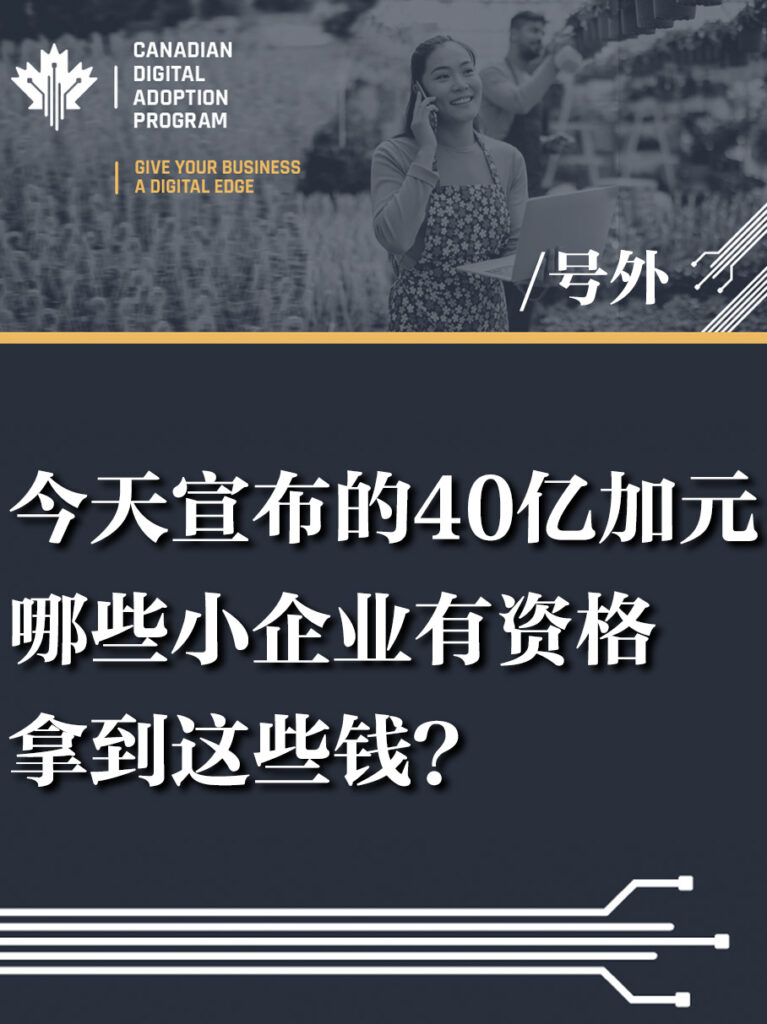 CANADIAN
DIGITAL
ADOPTION
PROGRAM
GIVE YOUR BUSINESS
A DIGITAL EDGE
/号外
今天宣布的40亿加元
哪些小企业有资格
拿到这些钱?